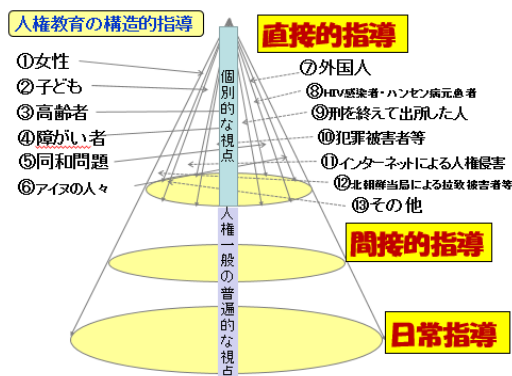 人権教育の構造的指導
直接的指導
①女性
②子ども
③高齢者
④障がい者
⑤同和問題
⑥アイヌの人々
個別的な視点
⑦外国人
⑧HIV感染者・ハンセン病元患者
⑨刑を終えて出所した人
⑩犯罪被害者等
⑪インターネットによる人権侵害
⑫北朝鮮当局による拉致被害者等
⑬その他
人権一般の普遍的な視点
間接的指導
日常指導